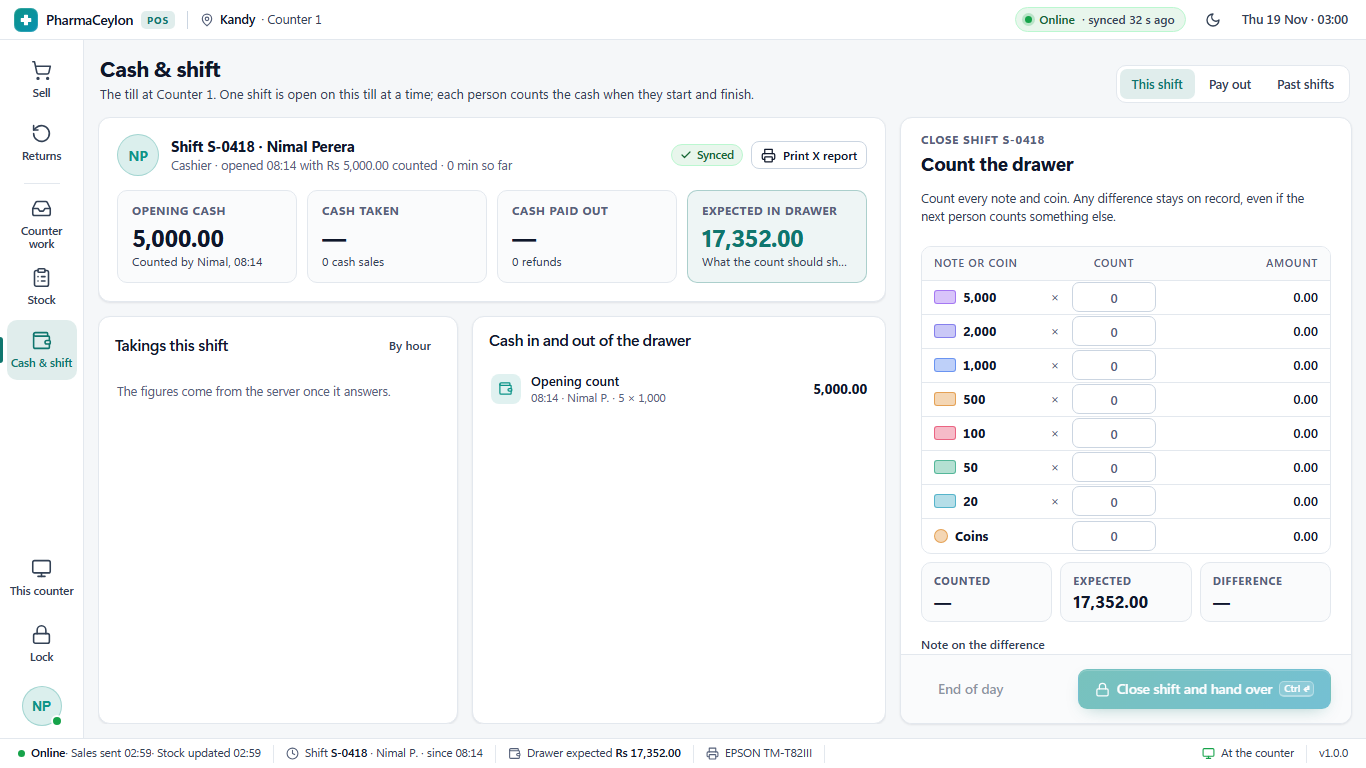 PharmaCeylon POS
Kandy · Counter 1
Online · synced 32 s ago
Thu 19 Nov · 03:00
Sell
Returns
Counter work
Stock
Cash & shift
This counter
Lock
NP
Cash & shift
The till at Counter 1. One shift is open on this till at a time; each person counts the cash when they start and finish.
This shift
Pay out
Past shifts
NP
Shift S-0418 · Nimal Perera
Cashier · opened 08:14 with Rs 5,000.00 counted · 0 min so far
Synced
Print X report
OPENING CASH
5,000.00
Counted by Nimal, 08:14
CASH TAKEN
—
0 cash sales
CASH PAID OUT
—
0 refunds
EXPECTED IN DRAWER
17,352.00
What the count should sh...
Takings this shift
By hour
The figures come from the server once it answers.
Cash in and out of the drawer
Opening count
08:14 · Nimal P. · 5 × 1,000
5,000.00
CLOSE SHIFT S-0418
Count the drawer
Count every note and coin. Any difference stays on record, even if the
next person counts something else.
NOTE OR COIN COUNT AMOUNT
5,000 × 0 0.00
2,000 × 0 0.00
1,000 × 0 0.00
500 × 0 0.00
100 × 0 0.00
50 × 0 0.00
20 × 0 0.00
Coins 0 0.00
COUNTED
—
EXPECTED
17,352.00
DIFFERENCE
—
Note on the difference
End of day
Close shift and hand over Ctrl ⏎
Online · Sales sent 02:59 · Stock updated 02:59
Shift S-0418 · Nimal P. · since 08:14
Drawer expected Rs 17,352.00
EPSON TM-T82III
At the counter
v1.0.0